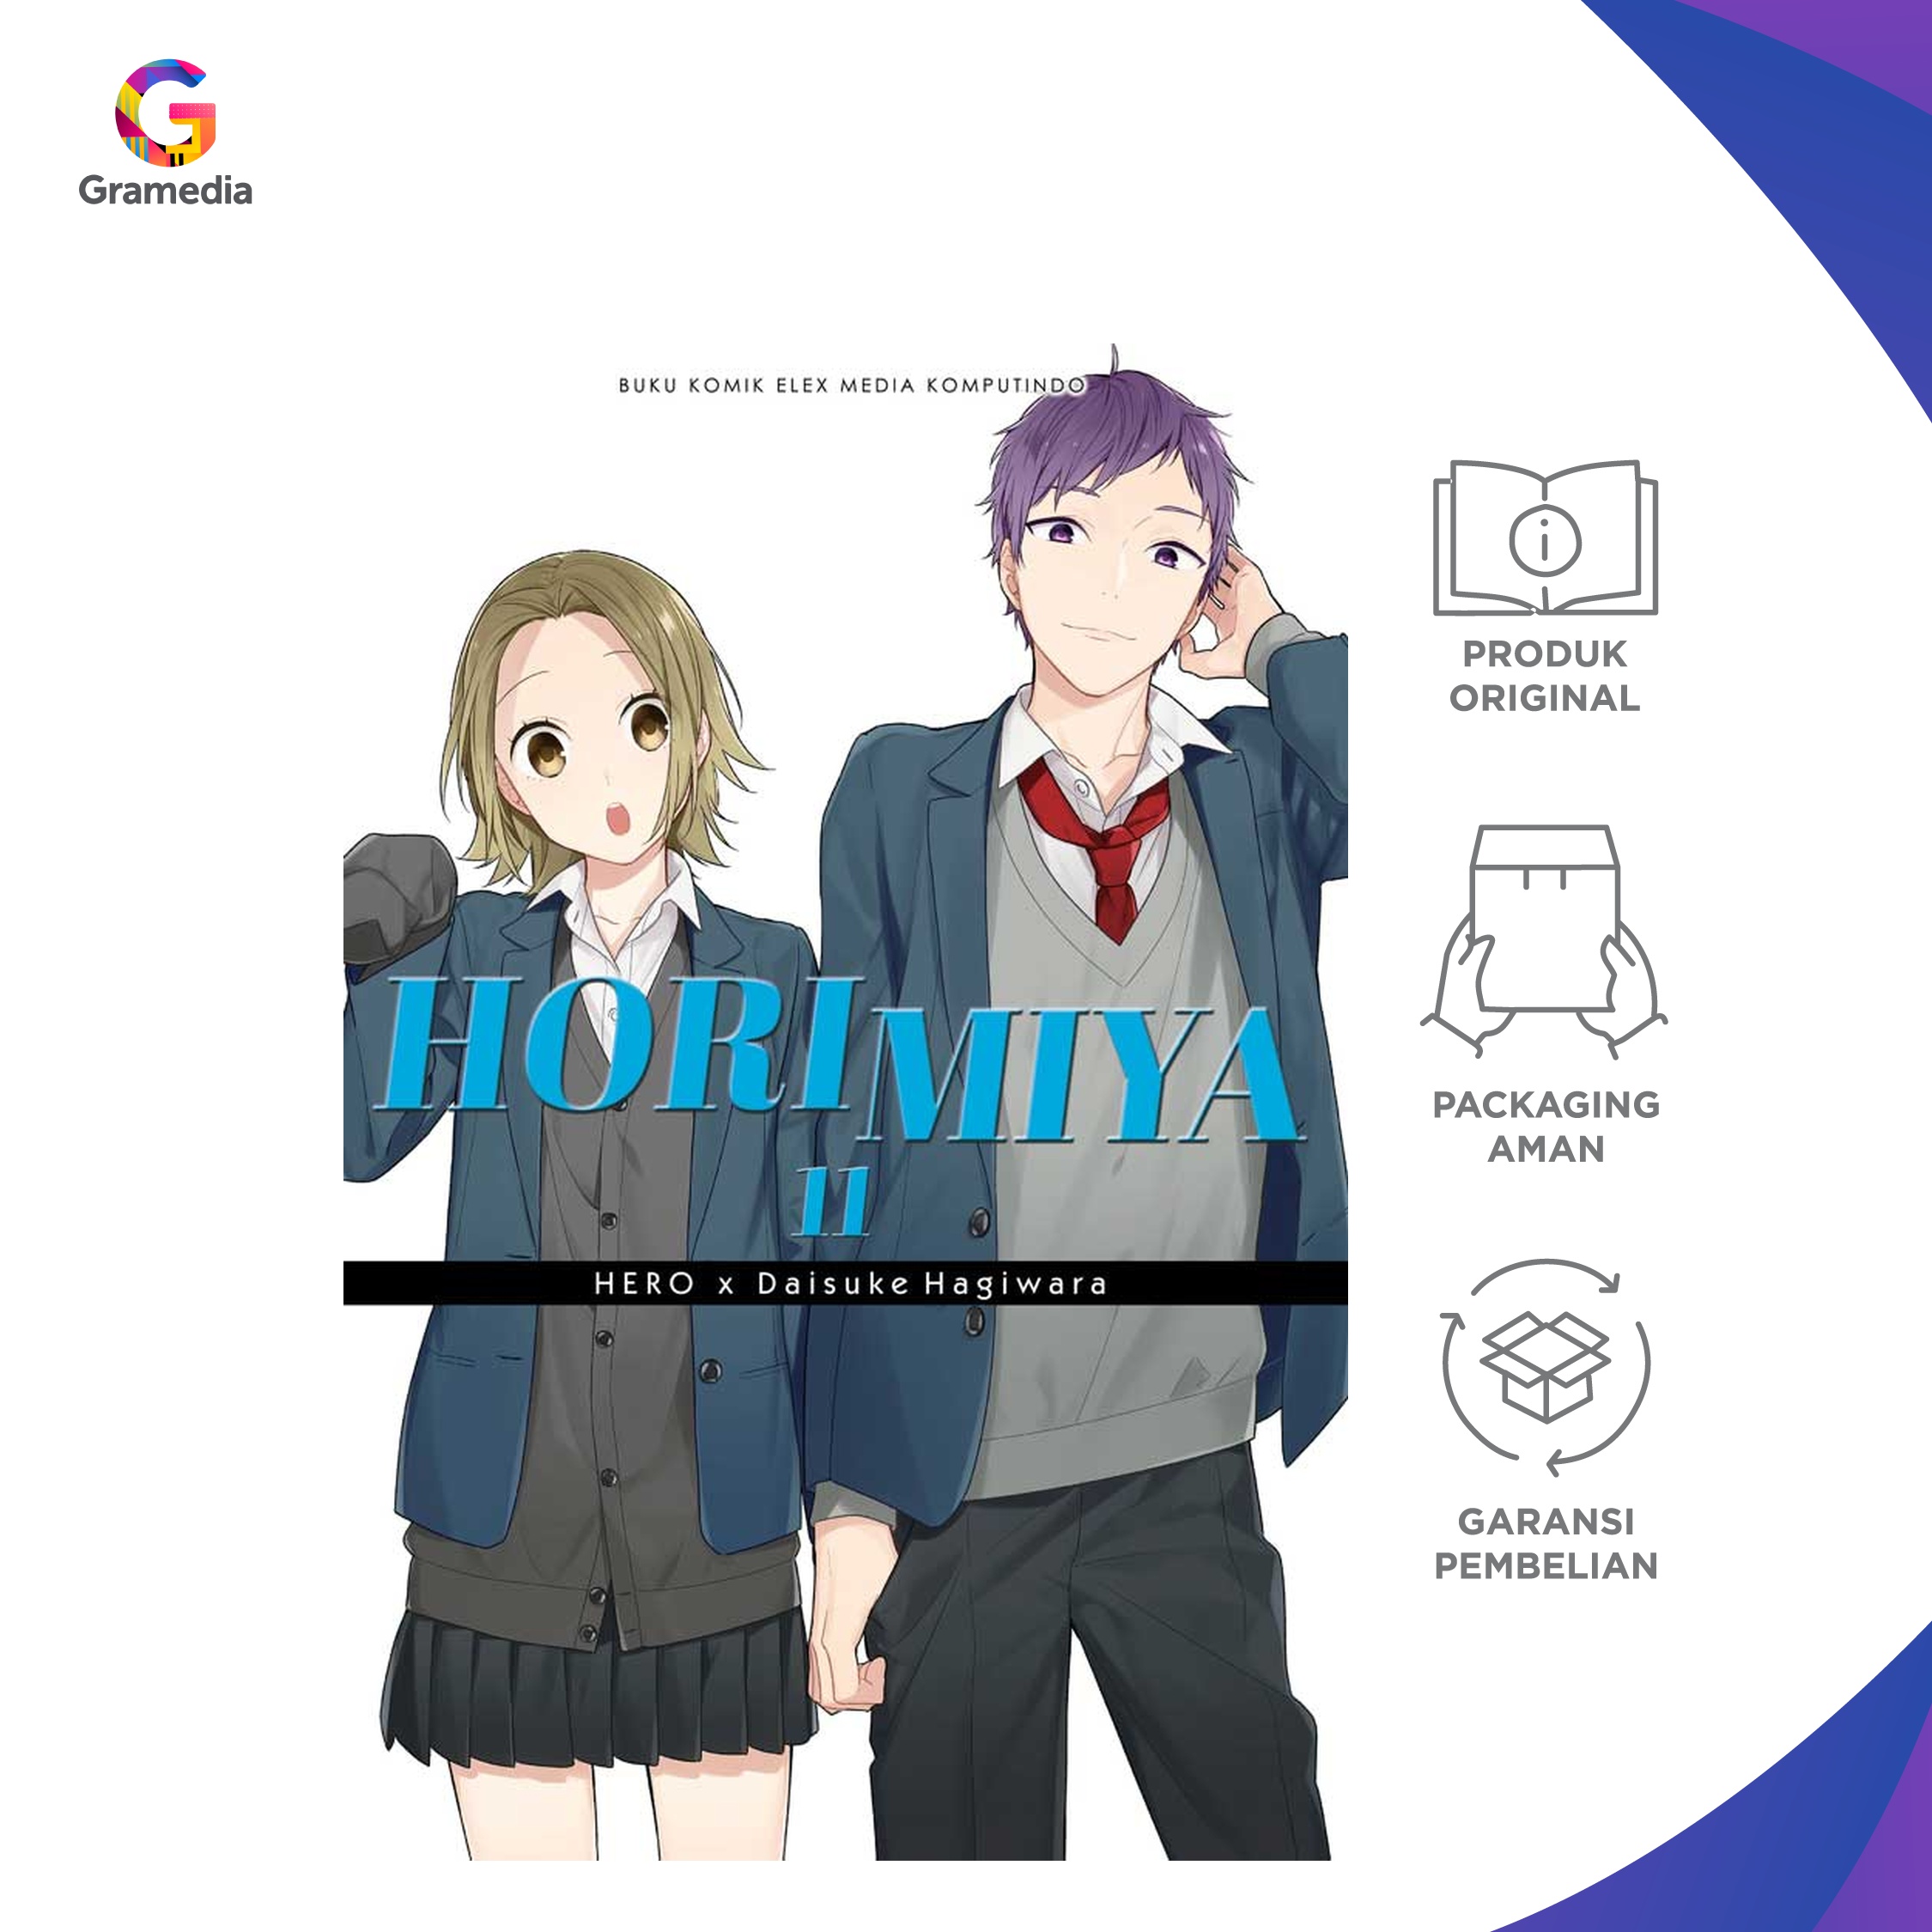 Gramedia
BUKU KOMIK ELEX MEDIA KOMPUTINDO
HORIMIYA
11
HERO x Daisuke Hagiwara
PRODUK
ORIGINAL
PACKAGING
AMAN
GARANSI
PEMBELIAN